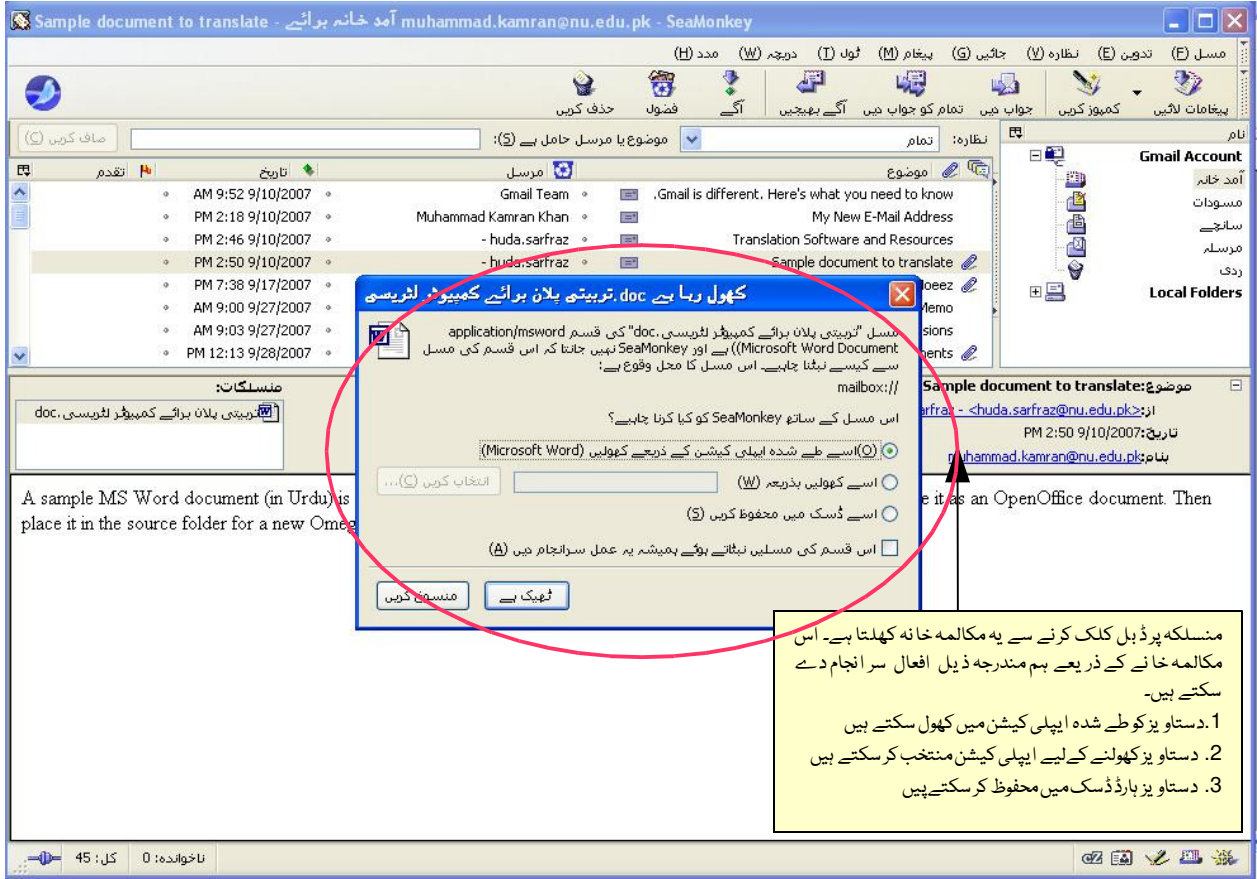 Sample document to translate - آمد خانہ برائے muhammad.kamran@nu.edu.pk - SeaMonkey
مسل (F) تدوین (E) نظارہ (V) جائیں (G) پیغام (M) ٹول (T) دریچہ (W) مدد (H)
پیغامات لائیں کمپوز کریں جواب دیں تمام کو جواب دیں آگے بھیجیں آگے فضول حذف کریں
نام
Gmail Account
آمد خانہ
مسودات
سانچے
مرسلہ
ردی
Local Folders
نظارہ: تمام موضوع یا مرسل حامل ہے (S): صاف کریں (C)
موضوع مرسل تاریخ تقدم
Gmail is different. Here's what you need to know. Gmail Team AM 9:52 9/10/2007
My New E-Mail Address Muhammad Kamran Khan PM 2:18 9/10/2007
Translation Software and Resources huda.sarfraz - PM 2:46 9/10/2007
Sample document to translate huda.sarfraz - PM 2:50 9/10/2007
PM 7:38 9/17/2007
Memo AM 9:00 9/27/2007
AM 9:03 9/27/2007
PM 12:13 9/28/2007
موضوع: Sample document to translate
از: <huda.sarfraz@nu.edu.pk> -
تاریخ: PM 2:50 9/10/2007
بنام: muhammad.kamran@nu.edu.pk
منسلکات:
تربیتی پلان برائے کمپیوٹر لٹریسی.doc
A sample MS Word document (in Urdu) is
e it as an OpenOffice document. Then
place it in the source folder for a new Omeg
کھول رہا ہے doc.تربیتی پلان برائے کمپیوٹر لٹریسی
مسل "تربیتی پلان برائے کمپیوٹر لٹریسی.doc" کی قسم application/msword
(Microsoft Word Document)) ہے اور SeaMonkey نہیں جانتا کہ اس قسم کی مسل
سے کیسے نبٹنا چاہیے۔ اس مسل کا محل وقوع ہے:
mailbox://
اس مسل کے ساتھ SeaMonkey کو کیا کرنا چاہیے؟
(O)اسے طے شدہ ایپلی کیشن کے ذریعے کھولیں (Microsoft Word)
اسے کھولیں بذریعہ (W) انتخاب کریں (C)...
اسے ڈسک میں محفوظ کریں (S)
اس قسم کی مسلیں نبٹاتے ہوئے ہمیشہ یہ عمل سرانجام دیں (A)
ٹھیک ہے منسوخ کریں
منسلکہ پر ڈبل کلک کرنے سے یہ مکالمہ خانہ کھلتا ہے۔ اس
مکالمہ خانے کے ذریعے ہم مندرجہ ذیل افعال سر انجام دے
سکتے ہیں۔
1. دستاویز کو طے شدہ ایپلی کیشن میں کھول سکتے ہیں
2. دستاویز کھولنے کےلیے ایپلی کیشن منتخب کر سکتے ہیں
3. دستاویز ہارڈ ڈسک میں محفوظ کر سکتے پیں
ناخواندہ: 0 کل: 45